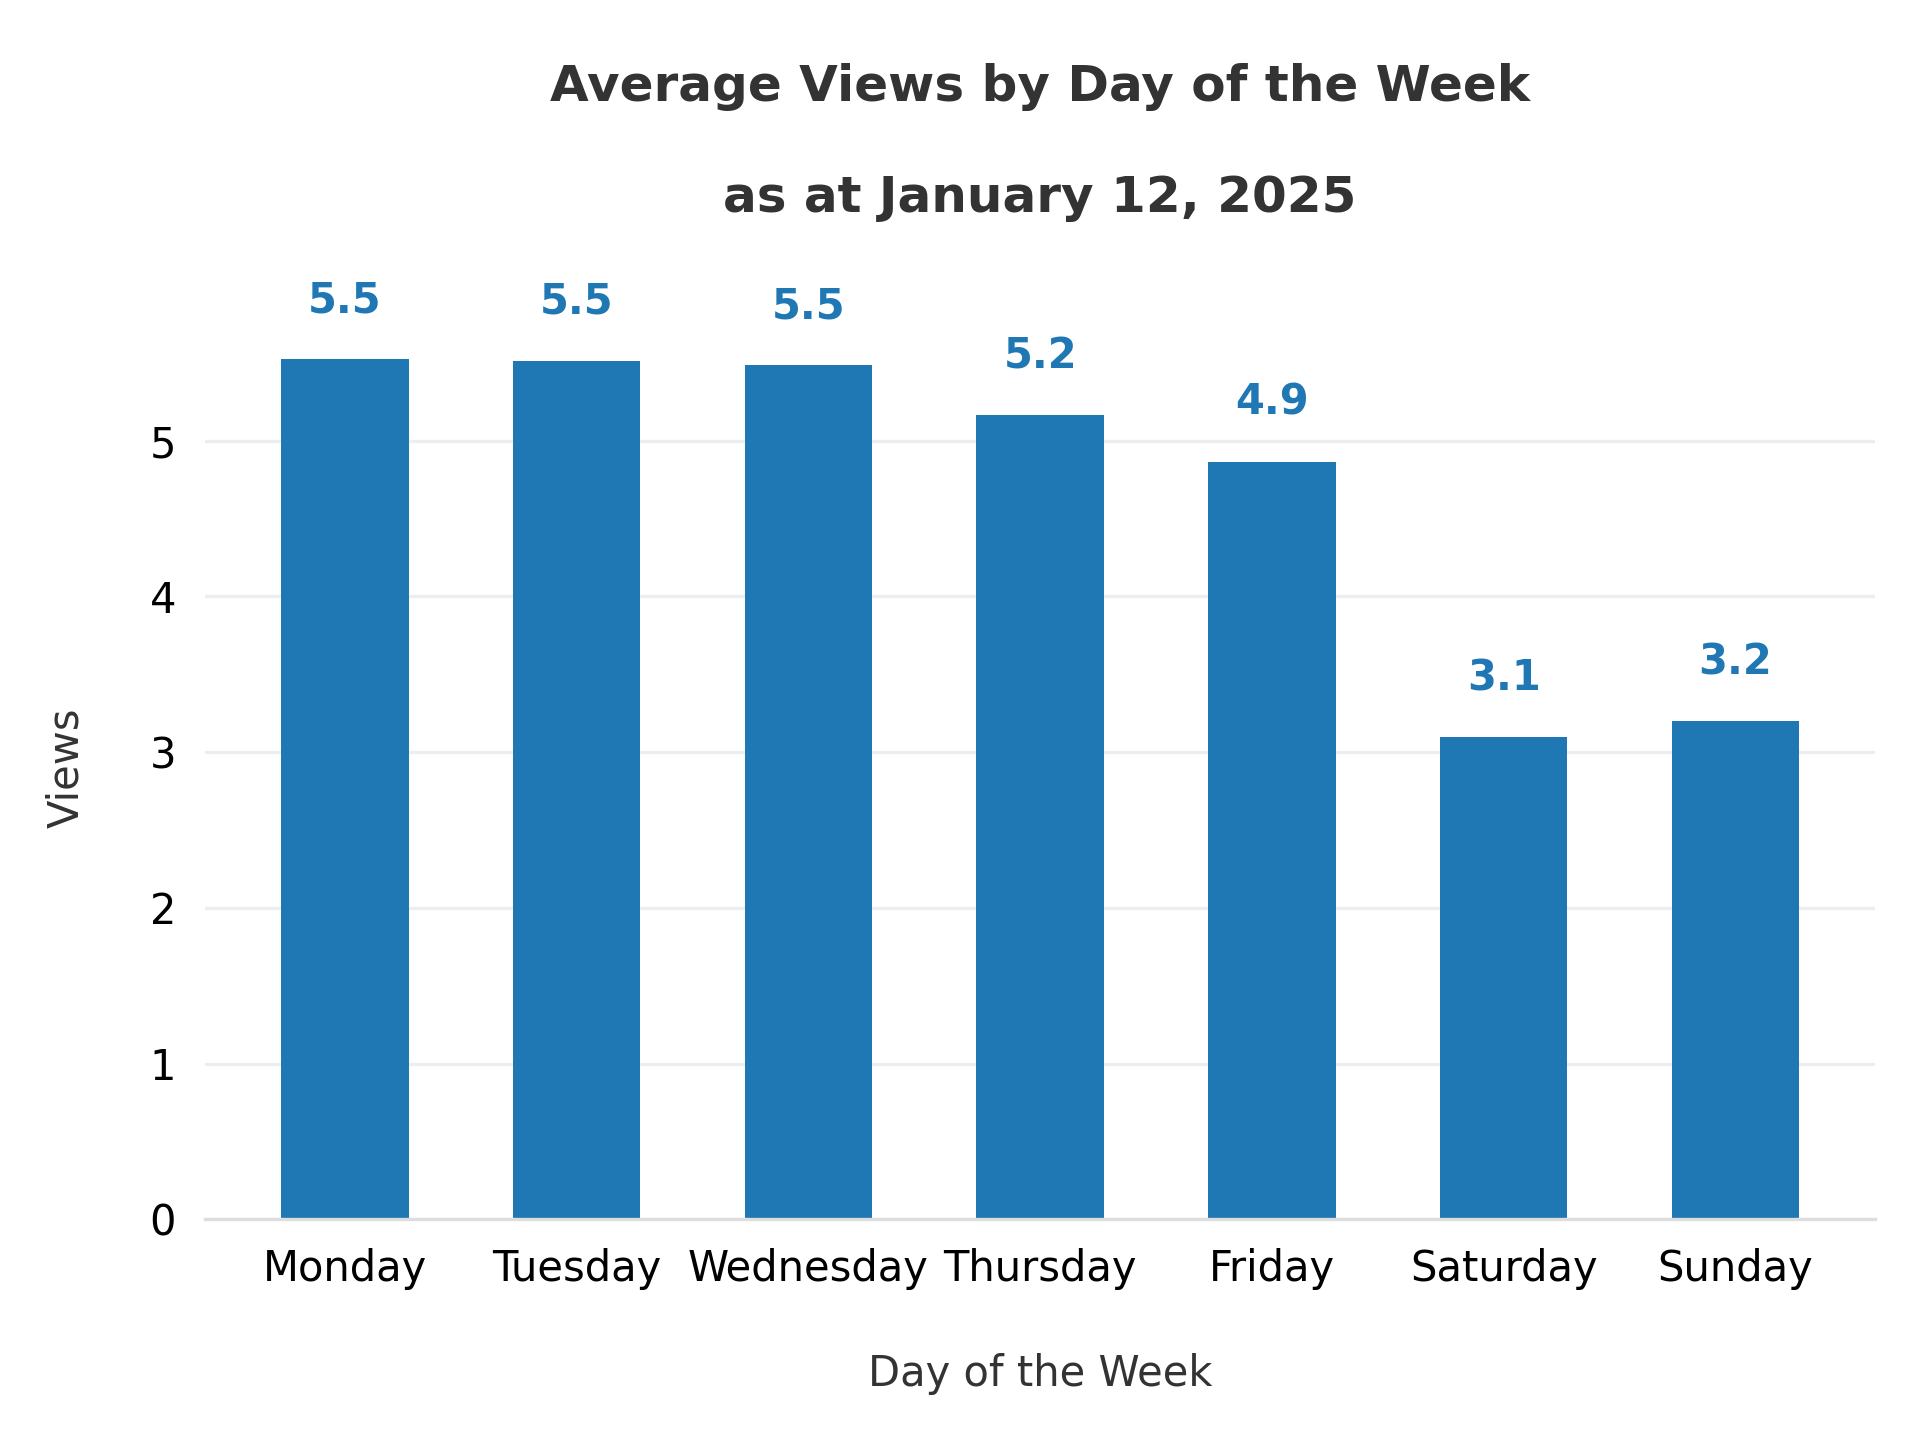 Average Views by Day of the Week
as at January 12, 2025
5.5
5.5
5.5
5.2
4.9
3.1
3.2
5
4
3
2
1
0
Views
Monday Tuesday Wednesday Thursday Friday Saturday Sunday
Day of the Week